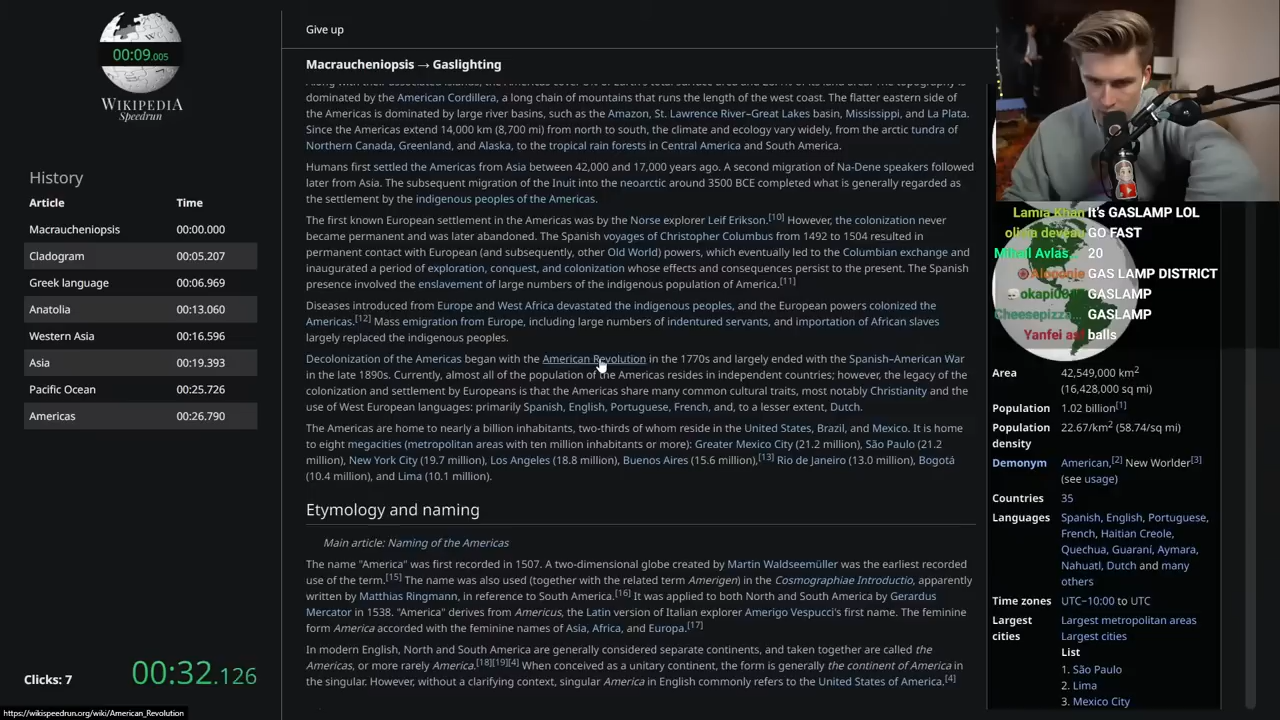 00:09.005
WIKIPEDIA
Speedrun
History
Article Time
Macraucheniopsis 00:00.000
Cladogram 00:05.207
Greek language 00:06.969
Anatolia 00:13.060
Western Asia 00:16.596
Asia 00:19.393
Pacific Ocean 00:25.726
Americas 00:26.790
Clicks: 7
00:32.126
https://wikispeedrun.org/wiki/American_Revolution
Give up
Macraucheniopsis → Gaslighting
dominated by the American Cordillera, a long chain of mountains that runs the length of the west coast. The flatter eastern side of
the Americas is dominated by large river basins, such as the Amazon, St. Lawrence River–Great Lakes basin, Mississippi, and La Plata.
Since the Americas extend 14,000 km (8,700 mi) from north to south, the climate and ecology vary widely, from the arctic tundra of
Northern Canada, Greenland, and Alaska, to the tropical rain forests in Central America and South America.
Humans first settled the Americas from Asia between 42,000 and 17,000 years ago. A second migration of Na-Dene speakers followed
later from Asia. The subsequent migration of the Inuit into the neoarctic around 3500 BCE completed what is generally regarded as
the settlement by the indigenous peoples of the Americas.
The first known European settlement in the Americas was by the Norse explorer Leif Erikson.[10] However, the colonization never
became permanent and was later abandoned. The Spanish voyages of Christopher Columbus from 1492 to 1504 resulted in
permanent contact with European (and subsequently, other Old World) powers, which eventually led to the Columbian exchange and
inaugurated a period of exploration, conquest, and colonization whose effects and consequences persist to the present. The Spanish
presence involved the enslavement of large numbers of the indigenous population of America.[11]
Diseases introduced from Europe and West Africa devastated the indigenous peoples, and the European powers colonized the
Americas.[12] Mass emigration from Europe, including large numbers of indentured servants, and importation of African slaves
largely replaced the indigenous peoples.
Decolonization of the Americas began with the American Revolution in the 1770s and largely ended with the Spanish–American War
in the late 1890s. Currently, almost all of the population of the Americas resides in independent countries; however, the legacy of the
colonization and settlement by Europeans is that the Americas share many common cultural traits, most notably Christianity and the
use of West European languages: primarily Spanish, English, Portuguese, French, and, to a lesser extent, Dutch.
The Americas are home to nearly a billion inhabitants, two-thirds of whom reside in the United States, Brazil, and Mexico. It is home
to eight megacities (metropolitan areas with ten million inhabitants or more): Greater Mexico City (21.2 million), São Paulo (21.2
million), New York City (19.7 million), Los Angeles (18.8 million), Buenos Aires (15.6 million),[13] Rio de Janeiro (13.0 million), Bogotá
(10.4 million), and Lima (10.1 million).
Etymology and naming
Main article: Naming of the Americas
The name "America" was first recorded in 1507. A two-dimensional globe created by Martin Waldseemüller was the earliest recorded
use of the term.[15] The name was also used (together with the related term Amerigen) in the Cosmographiae Introductio, apparently
written by Matthias Ringmann, in reference to South America.[16] It was applied to both North and South America by Gerardus
Mercator in 1538. "America" derives from Americus, the Latin version of Italian explorer Amerigo Vespucci's first name. The feminine
form America accorded with the feminine names of Asia, Africa, and Europa.[17]
In modern English, North and South America are generally considered separate continents, and taken together are called the
Americas, or more rarely America.[18][19][4] When conceived as a unitary continent, the form is generally the continent of America in
the singular. However, without a clarifying context, singular America in English commonly refers to the United States of America.[4]
Lamia Khan It's GASLAMP LOL
olivia deveau GO FAST
Mihail Avlas... 20
GAS LAMP DISTRICT
GASLAMP
Cheesepizza... GASLAMP
Yanfei balls
Area 42,549,000 km2
(16,428,000 sq mi)
Population 1.02 billion[1]
Population 22.67/km2 (58.74/sq mi)
density
Demonym American,[2] New Worlder[3]
(see usage)
Countries 35
Languages Spanish, English, Portuguese,
French, Haitian Creole,
Quechua, Guaraní, Aymara,
Nahuatl, Dutch and many
others
Time zones UTC−10:00 to UTC
Largest Largest metropolitan areas
cities Largest cities
List
1. São Paulo
2. Lima
3. Mexico City